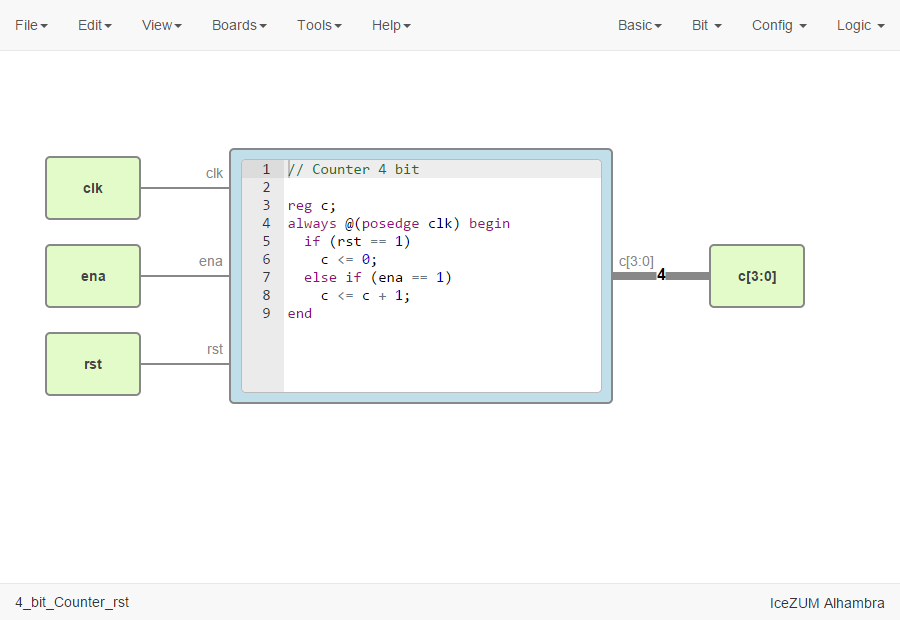 File Edit View Boards Tools Help Basic Bit Config Logic
clk
clk
ena
ena
rst
rst
1 // Counter 4 bit
2
3 reg c;
4 always @(posedge clk) begin
5 if (rst == 1)
6 c <= 0;
7 else if (ena == 1)
8 c <= c + 1;
9 end
c[3:0]
4
c[3:0]
4_bit_Counter_rst
IceZUM Alhambra